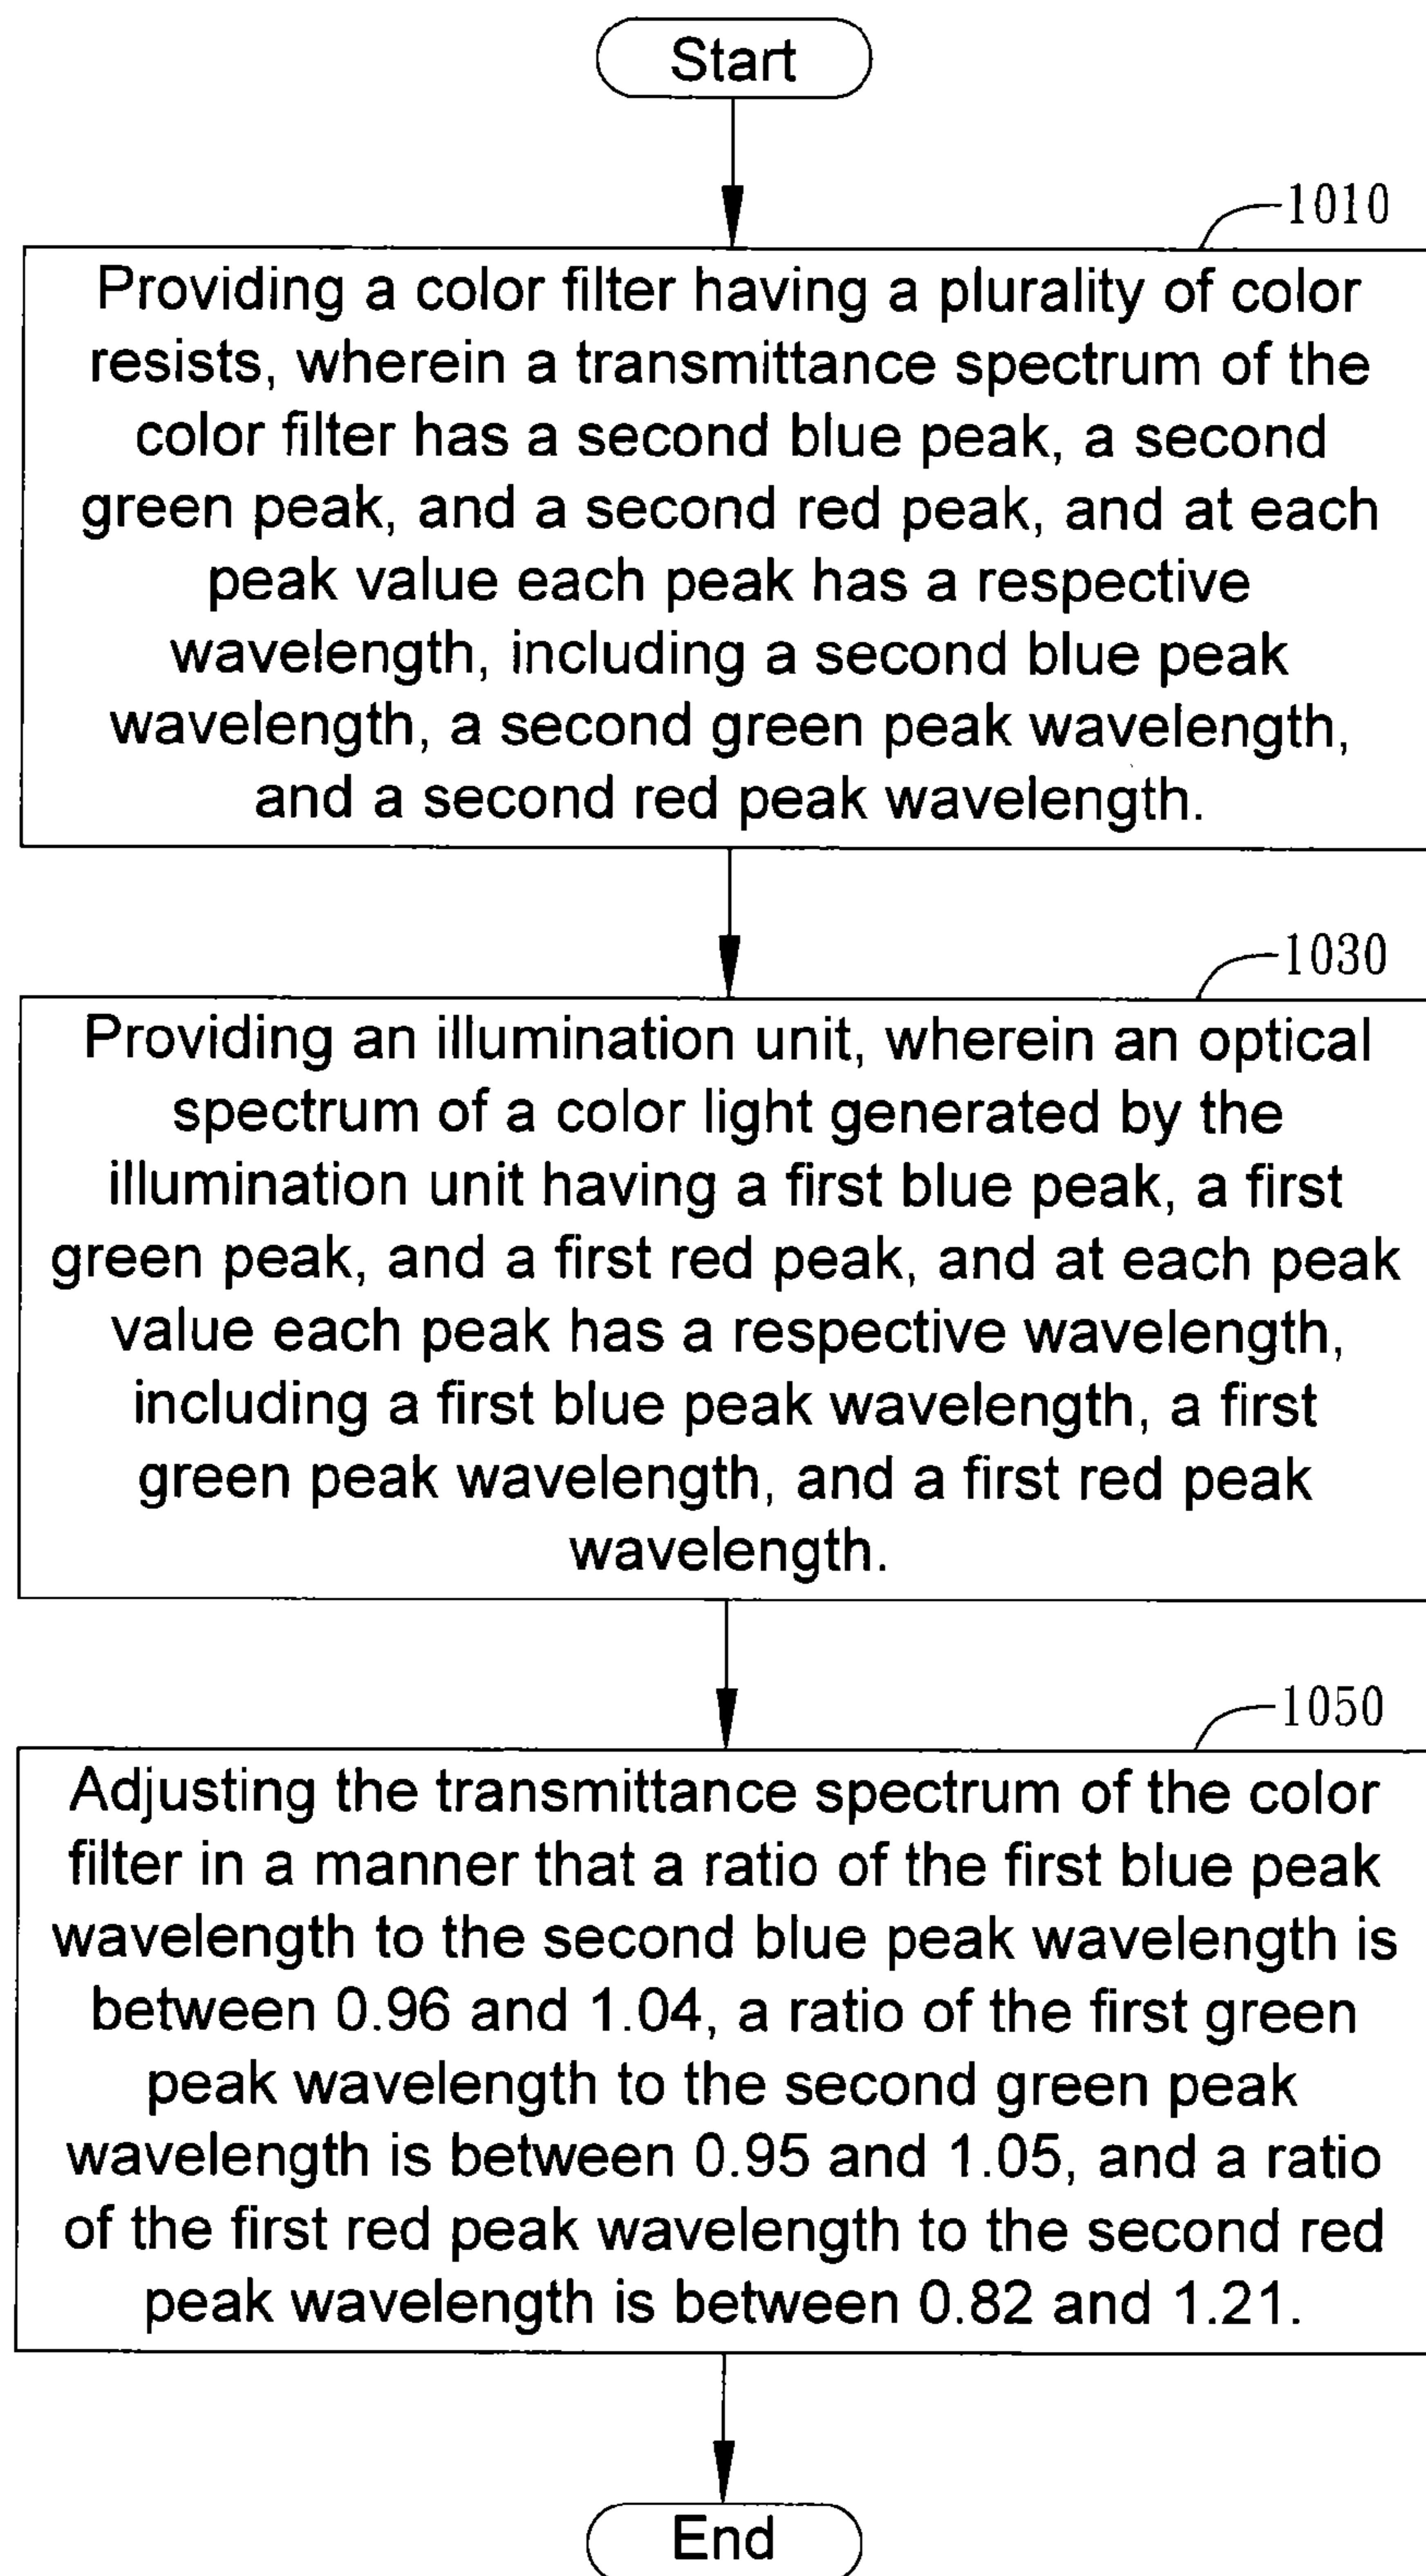 Start
1010
Providing a color filter having a plurality of color
resists, wherein a transmittance spectrum of the
color filter has a second blue peak, a second
green peak, and a second red peak, and at each
peak value each peak has a respective
wavelength, including a second blue peak
wavelength, a second green peak wavelength,
and a second red peak wavelength.
1030
Providing an illumination unit, wherein an optical
spectrum of a color light generated by the
illumination unit having a first blue peak, a first
green peak, and a first red peak, and at each peak
value each peak has a respective wavelength,
including a first blue peak wavelength, a first
green peak wavelength, and a first red peak
wavelength.
1050
Adjusting the transmittance spectrum of the color
filter in a manner that a ratio of the first blue peak
wavelength to the second blue peak wavelength is
between 0.96 and 1.04, a ratio of the first green
peak wavelength to the second green peak
wavelength is between 0.95 and 1.05, and a ratio
of the first red peak wavelength to the second red
peak wavelength is between 0.82 and 1.21.
End